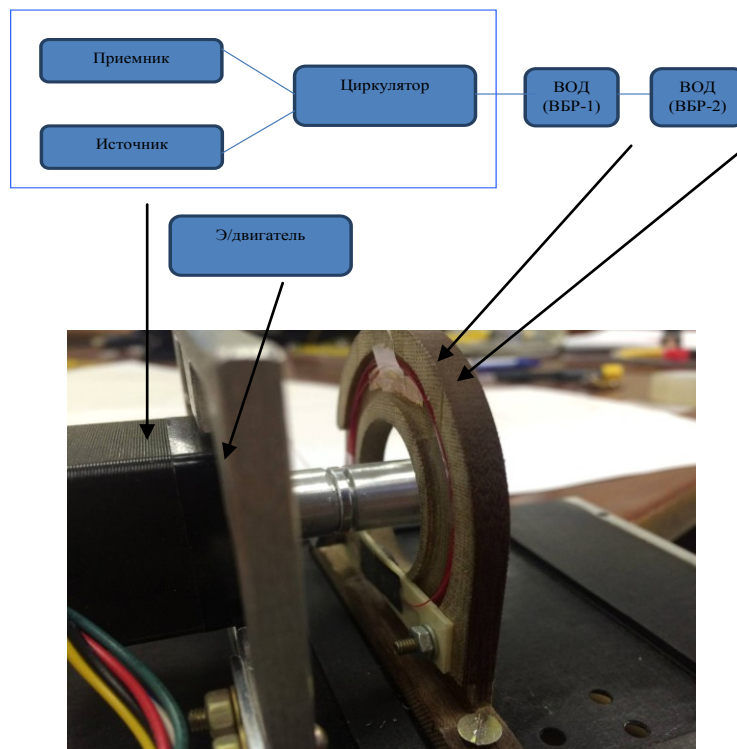 Приемник
Циркулятор
ВОД
(ВБР-1)
ВОД
(ВБР-2)
Источник
Э/двигатель